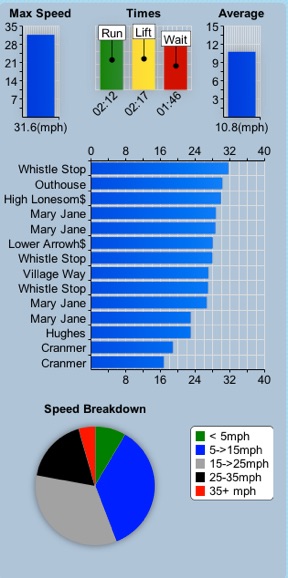 Max Speed
Times
Average
35
28
21
14
7
Run
Lift
Wait
15
12
9
6
3
02:12
02:17
01:46
31.6(mph)
10.8(mph)
0 8 16 24 32 40
Whistle Stop
Outhouse
High Lonesom$
Mary Jane
Mary Jane
Lower Arrowh$
Whistle Stop
Village Way
Whistle Stop
Mary Jane
Mary Jane
Hughes
Cranmer
Cranmer
8 16 24 32 40
Speed Breakdown
< 5mph
5->15mph
15->25mph
25-35mph
35+ mph